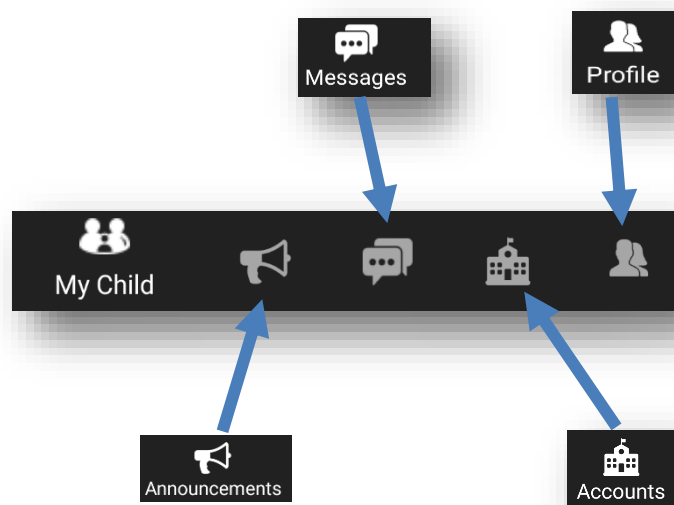 Messages
Profile
My Child
Announcements
Accounts